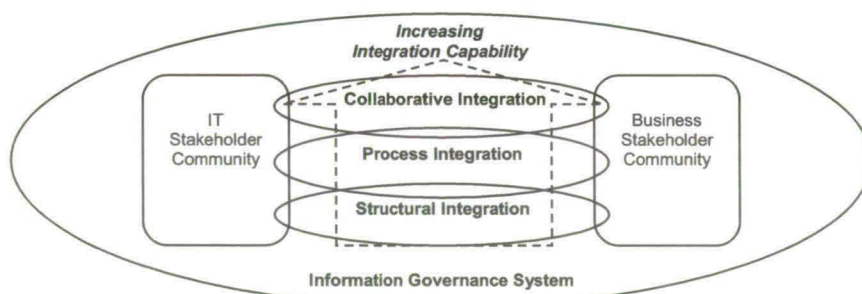 Increasing
Integration Capability
Collaborative Integration
IT
Stakeholder
Community
Business
Stakeholder
Community
Process Integration
Structural Integration
Information Governance System